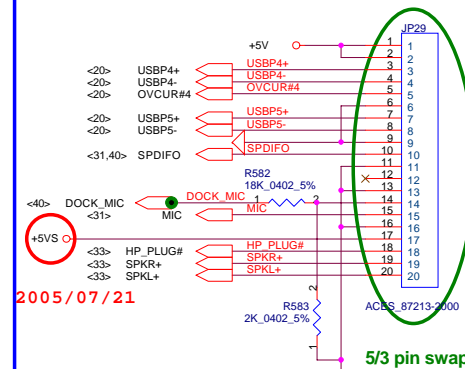 JP29
+5V 1 1
2 2
<20> USBP4+ USBP4+ 3 3
<20> USBP4- USBP4- 4 4
<20> OVCUR#4 OVCUR#4 5 5
6 6
<20> USBP5+ USBP5+ 7 7
<20> USBP5- USBP5- 8 8
9 9
<31,40> SPDIFO SPDIFO 10 10
11 11
R582 12 12
18K_0402_5% 13 13
<40> DOCK_MIC DOCK_MIC 1 2 14 14
<31> MIC MIC 15 15
16 16
+5VS 17 17
<33> HP_PLUG# HP_PLUG# 18 18
<33> SPKR+ SPKR+ 19 19
<33> SPKL+ SPKL+ 20 20
2005/07/21
2
R583 ACES_87213-2000
2K_0402_5%
1
5/3 pin swap